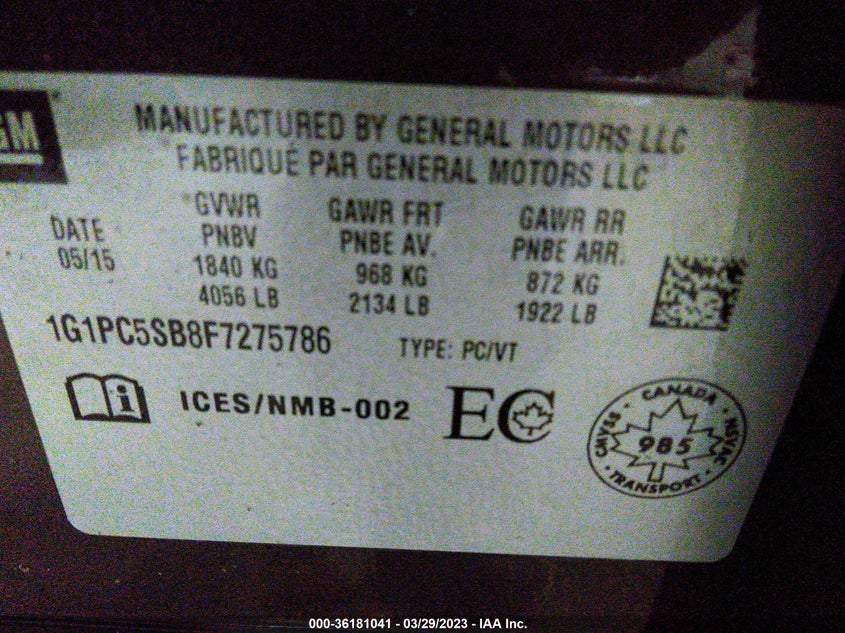 GM
MANUFACTURED BY GENERAL MOTORS LLC
FABRIQUÉ PAR GENERAL MOTORS LLC
DATE
05/15
GVWR
PNBV
1840 KG
4056 LB
GAWR FRT
PNBE AV.
968 KG
2134 LB
GAWR RR
PNBE ARR.
872 KG
1922 LB
1G1PC5SB8F7275786 TYPE: PC/VT
ICES/NMB-002 EC
CANADA
CMVSS 985 NSVAC
TRANSPORT
000-36181041 - 03/29/2023 - IAA Inc.